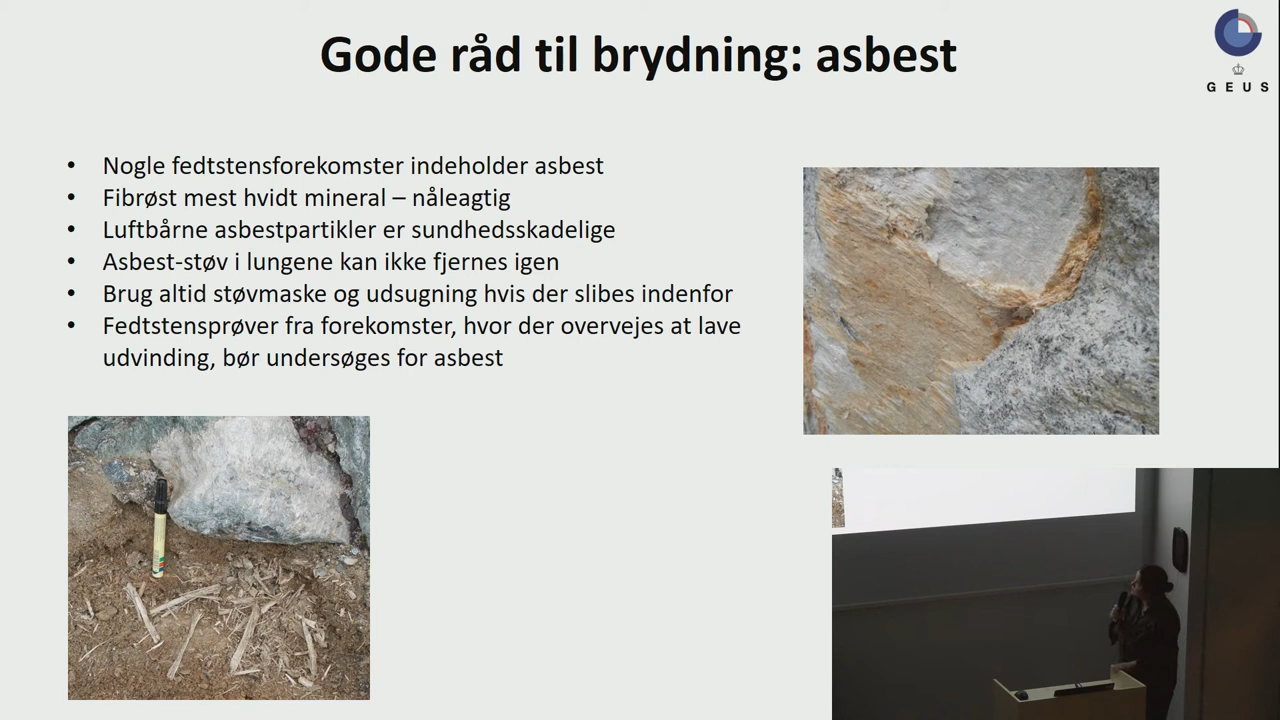 Gode råd til brydning: asbest
GEUS
• Nogle fedtstensforekomster indeholder asbest
• Fibrøst mest hvidt mineral – nåleagtig
• Luftbårne asbestpartikler er sundhedsskadelige
• Asbest-støv i lungene kan ikke fjernes igen
• Brug altid støvmaske og udsugning hvis der slibes indenfor
• Fedtstensprøver fra forekomster, hvor der overvejes at lave
udvinding, bør undersøges for asbest